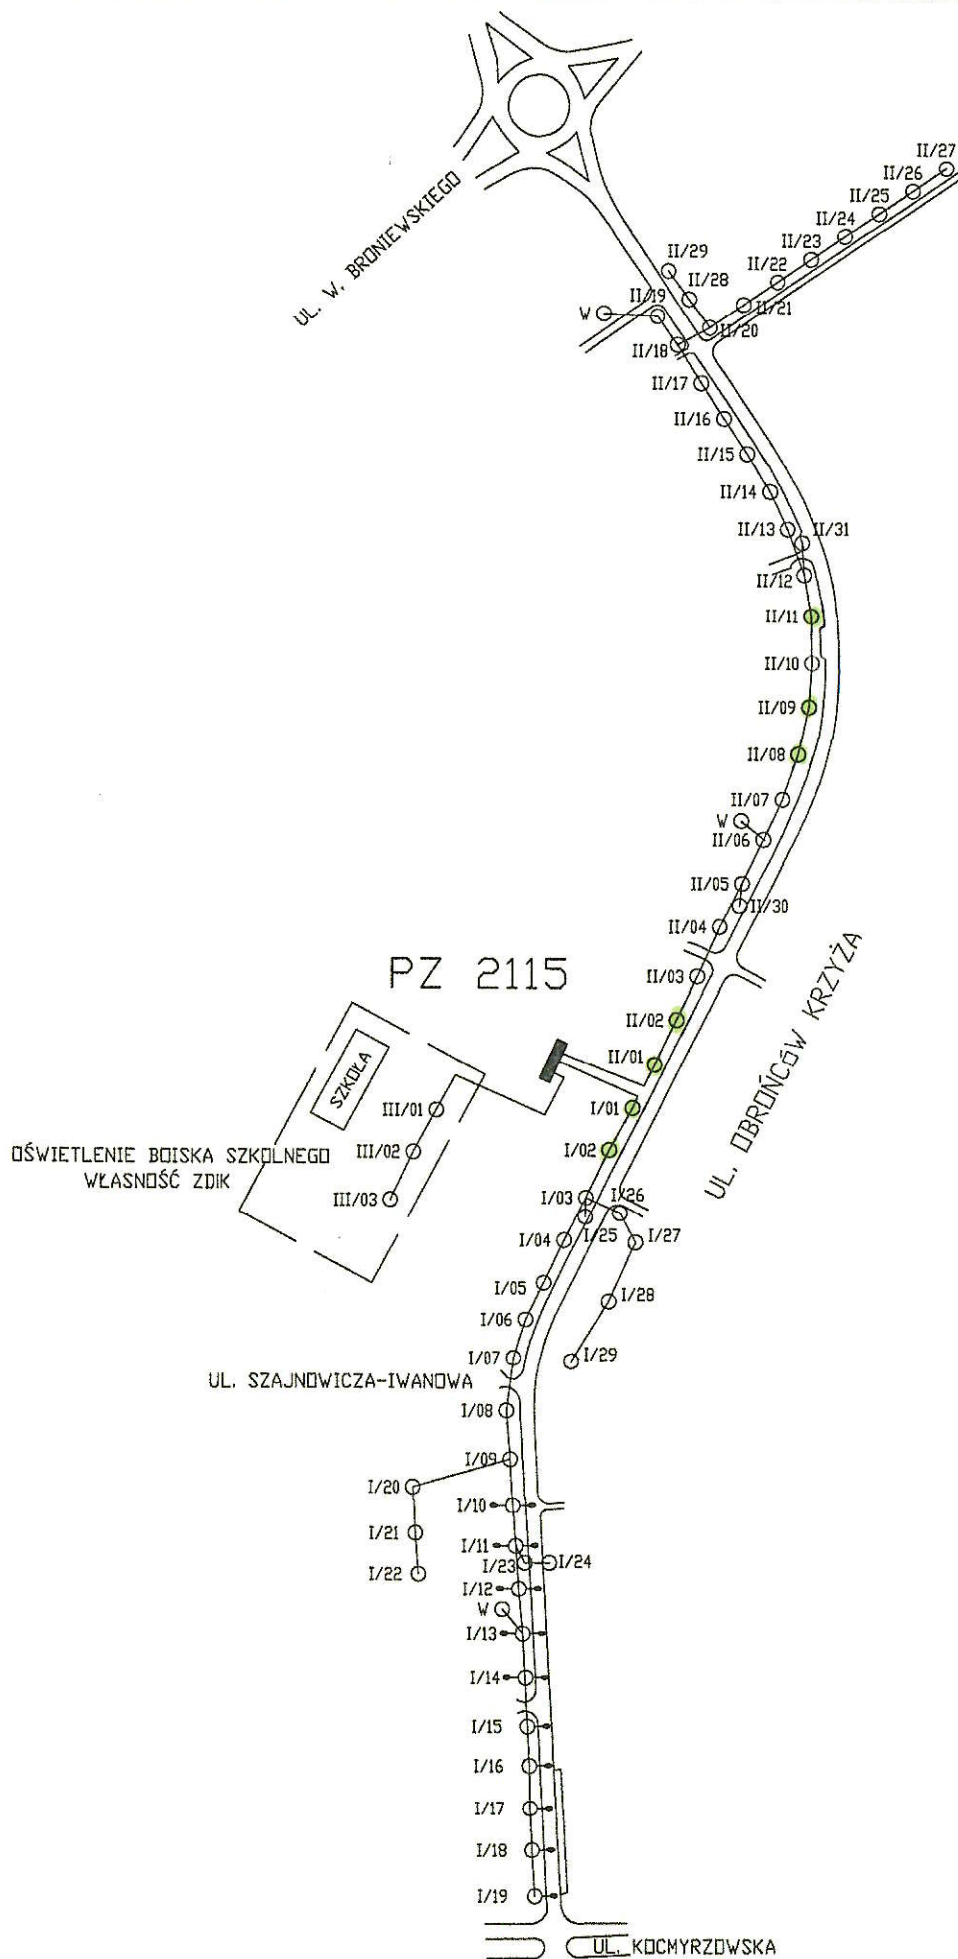 UL. W. BRONIEWSKIEGO
II/27
II/26
II/25
II/24
II/23
II/22
II/21
II/20
II/29
II/28
II/19
W
II/18
II/17
II/16
II/15
II/14
II/13
II/31
II/12
II/11
II/10
II/09
II/08
II/07
W
II/06
II/05
II/30
II/04
II/03
PZ 2115
II/02
II/01
UL. OBROŃCÓW KRZYŻA
SZKOŁA
III/01
I/01
OŚWIETLENIE BOISKA SZKOLNEGO
WŁASNOŚĆ ZDIK
III/02
I/02
III/03
I/03
I/26
I/25
I/04
I/27
I/05
I/28
I/06
I/07
I/29
UL. SZAJNOWICZA-IWANOWA
I/08
I/09
I/20
I/10
I/21
I/11
I/22
I/23
I/24
I/12
W
I/13
I/14
I/15
I/16
I/17
I/18
I/19
UL. KOCMYRZOWSKA